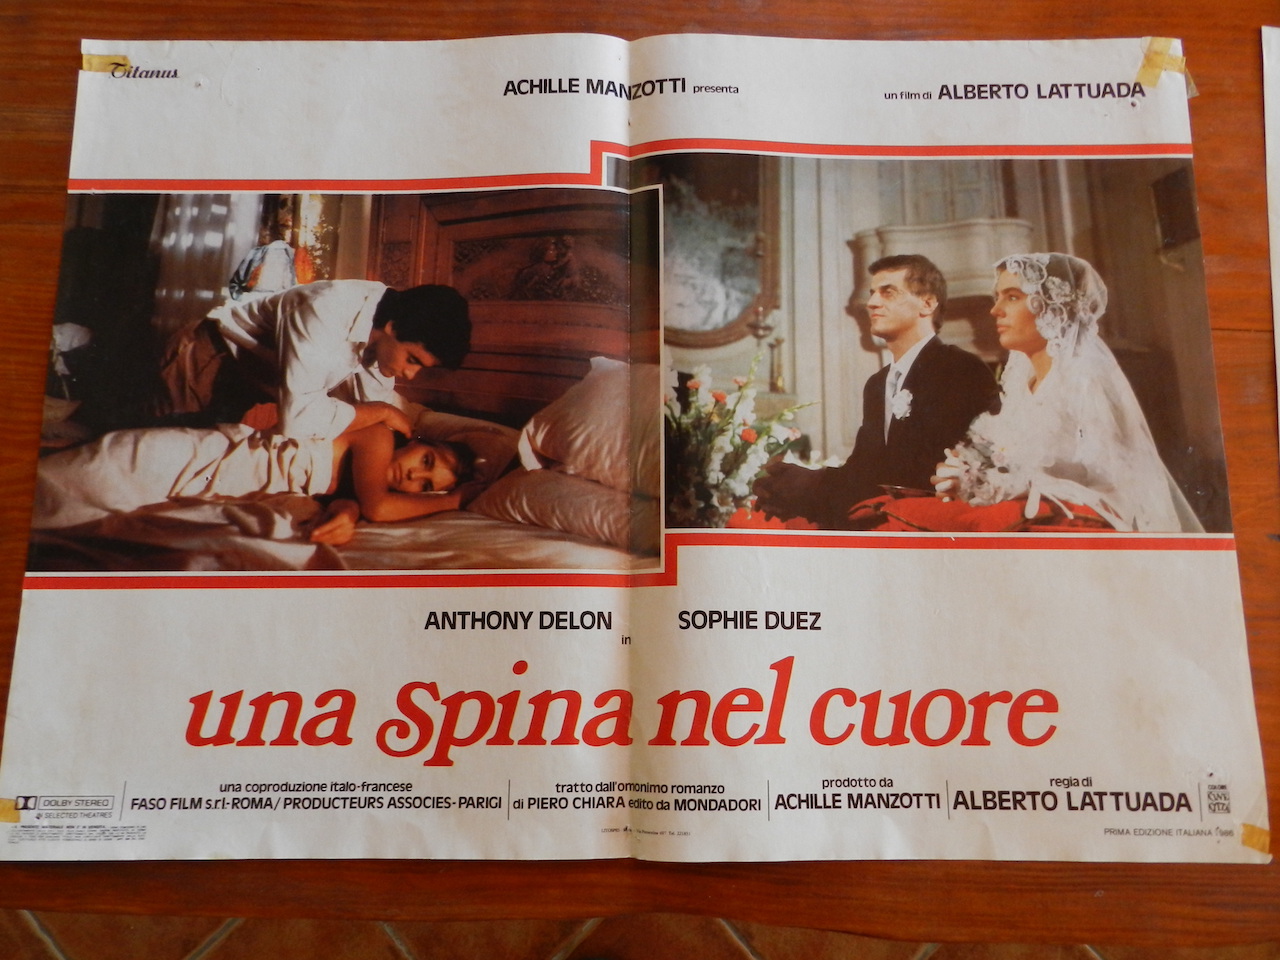 Titanus
ACHILLE MANZOTTI presenta
un film di ALBERTO LATTUADA
ANTHONY DELON SOPHIE DUEZ
in
una spina nel cuore
DOLBY STEREO
SELECTED THEATRES
una coproduzione italo-francese
FASO FILM s.r.l-ROMA/PRODUCTEURS ASSOCIES-PARIGI
tratto dall'omonimo romanzo
di PIERO CHIARA edito da MONDADORI
prodotto da
ACHILLE MANZOTTI
regia di
ALBERTO LATTUADA
PRIMA EDIZIONE ITALIANA 1986